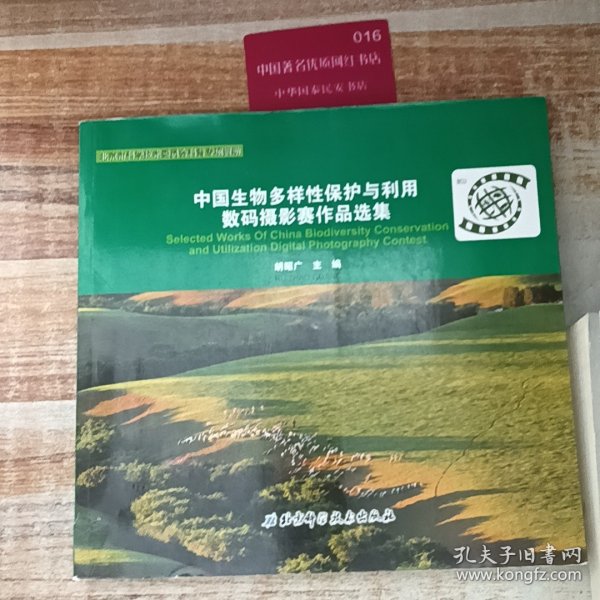 016
中国著名优质网红书店
中华国泰民安书店
中国生物多样性保护与利用
数码摄影赛作品选集
Selected Works Of China Biodiversity Conservation
and Utilization Digital Photography Contest
胡昭广 主 编
北京科学技术出版社
孔夫子旧书网
www.kongfz.com